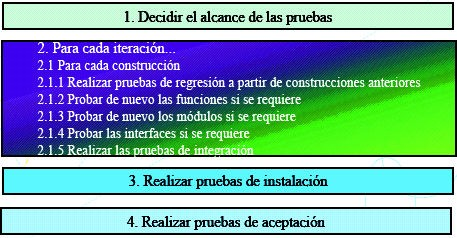 1. Decidir el alcance de las pruebas
2. Para cada iteración...
2.1 Para cada construcción
2.1.1 Realizar pruebas de regresión a partir de construcciones anteriores
2.1.2 Probar de nuevo las funciones si se requiere
2.1.3 Probar de nuevo los módulos si se requiere
2.1.4 Probar las interfaces si se requiere
2.1.5 Realizar las pruebas de integración
3. Realizar pruebas de instalación
4. Realizar pruebas de aceptación